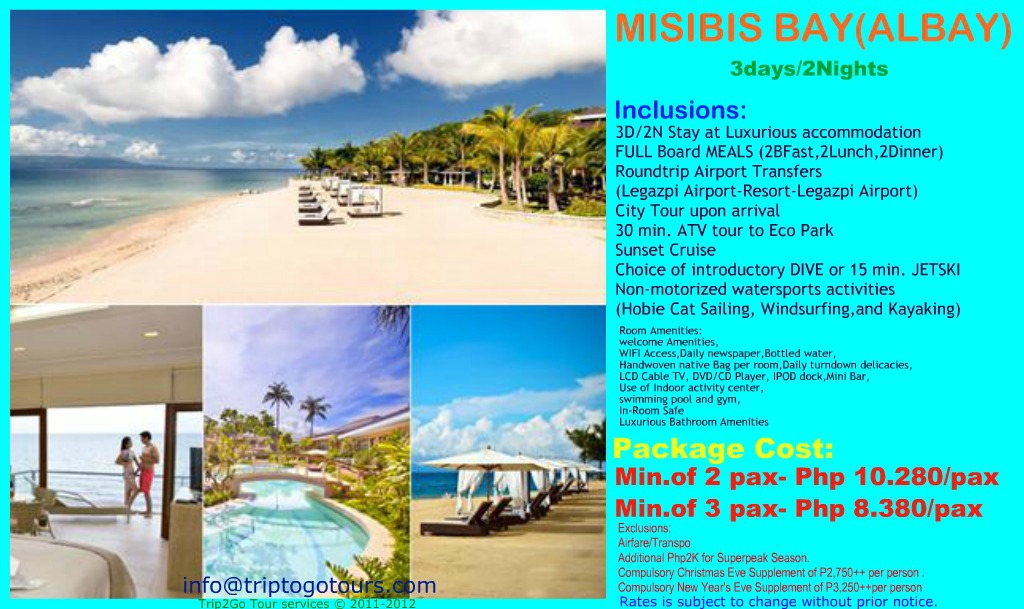 MISIBIS BAY(ALBAY)
3days/2Nights
Inclusions:
3D/2N Stay at Luxurious accommodation
FULL Board MEALS (2BFast,2Lunch,2Dinner)
Roundtrip Airport Transfers
(Legazpi Airport-Resort-Legazpi Airport)
City Tour upon arrival
30 min. ATV tour to Eco Park
Sunset Cruise
Choice of introductory DIVE or 15 min. JETSKI
Non-motorized watersports activities
(Hobie Cat Sailing, Windsurfing,and Kayaking)
Room Amenities:
welcome Amenities,
WIFI Access,Daily newspaper,Bottled water,
Handwoven native Bag per room,Daily turndown delicacies,
LCD Cable TV, DVD/CD Player, IPOD dock,Mini Bar,
Use of Indoor activity center,
swimming pool and gym,
In-Room Safe
Luxurious Bathroom Amenities
Package Cost:
Min.of 2 pax- Php 10.280/pax
Min.of 3 pax- Php 8.380/pax
Exclusions:
Airfare/Transpo
Additional Php2K for Superpeak Season.
Compulsory Christmas Eve Supplement of P2,750++ per person .
Compulsory New Year's Eve Supplement of P3,250++per person
Rates is subject to change without prior notice.
info@triptogotours.com
Trip2Go Tour services © 2011-2012